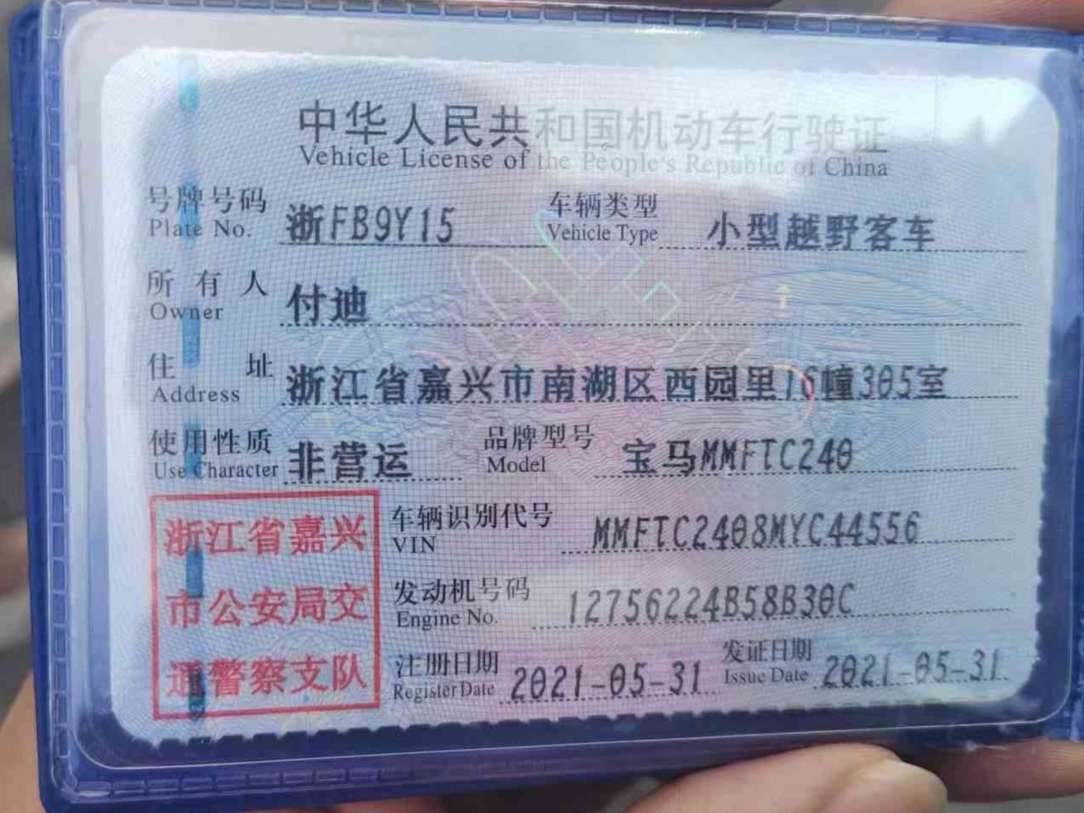 中华人民共和国机动车行驶证
Vehicle License of the People's Republic of China
号牌号码 浙FB9Y15 车辆类型 小型越野客车
Plate No. Vehicle Type
所有人 付迪
Owner
住址 浙江省嘉兴市南湖区西园里16幢305室
Address
使用性质 非营运 品牌型号 宝马MMFTC240
Use Character Model
浙江省嘉兴
市公安局交
通警察支队
车辆识别代号 MMFTC2408MYC44556
VIN
发动机号码 12756224B58B30C
Engine No.
注册日期 2021-05-31 发证日期 2021-05-31
Register Date Issue Date